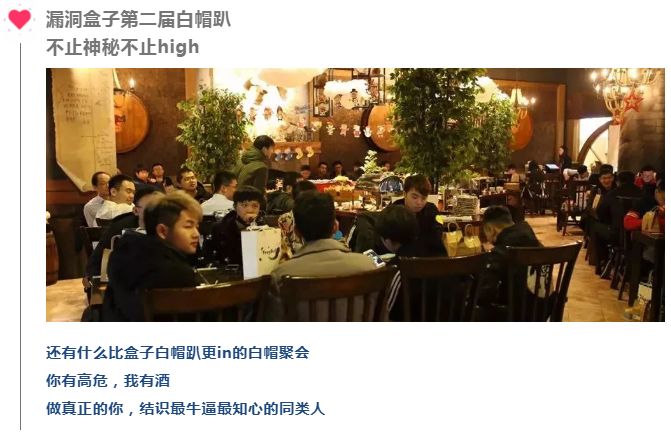 漏洞盒子第二届白帽趴
不止神秘不止high
还有什么比盒子白帽趴更in的白帽聚会
你有高危，我有酒
做真正的你，结识最牛逼最知心的同类人